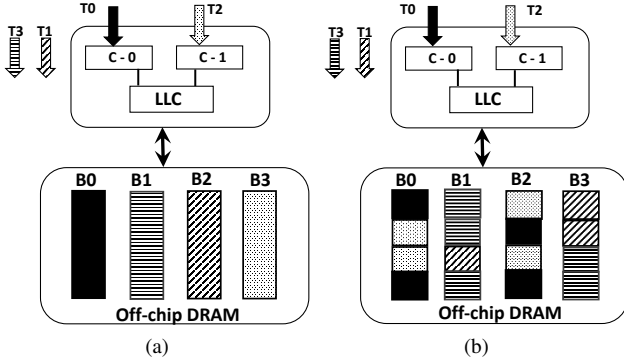 T0 T2
T3 T1
C - 0 C - 1
LLC
B0 B1 B2 B3
Off-chip DRAM
(a)
T0 T2
T3 T1
C - 0 C - 1
LLC
B0 B1 B2 B3
Off-chip DRAM
(b)